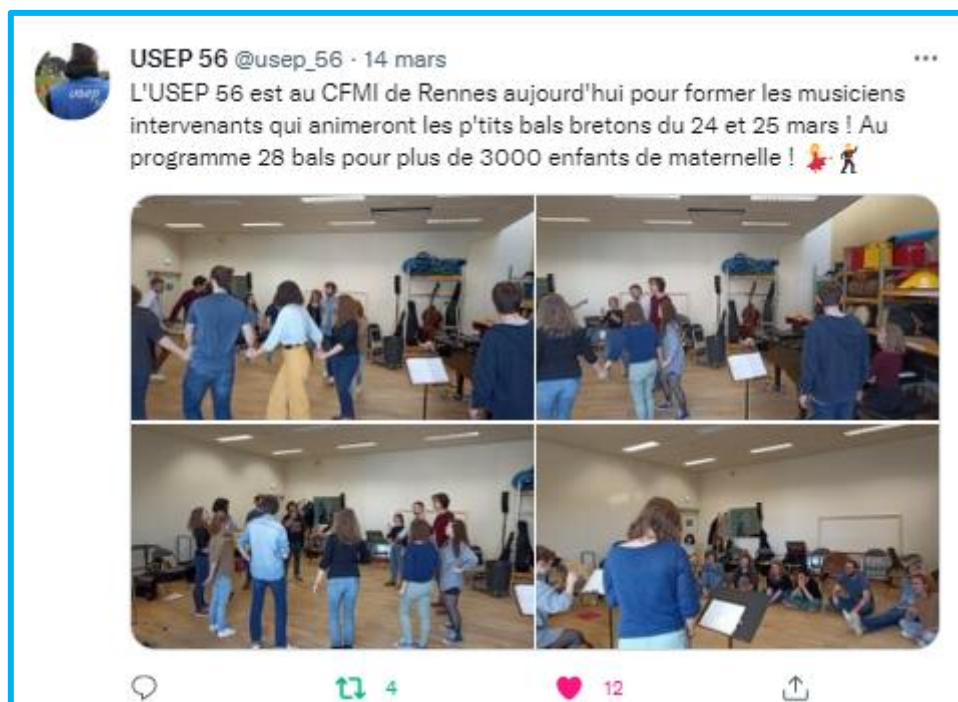 USEP 56 @usep_56 · 14 mars
L'USEP 56 est au CFMI de Rennes aujourd'hui pour former les musiciens
intervenants qui animeront les p'tits bals bretons du 24 et 25 mars ! Au
programme 28 bals pour plus de 3000 enfants de maternelle ! 💃🕺
4
12